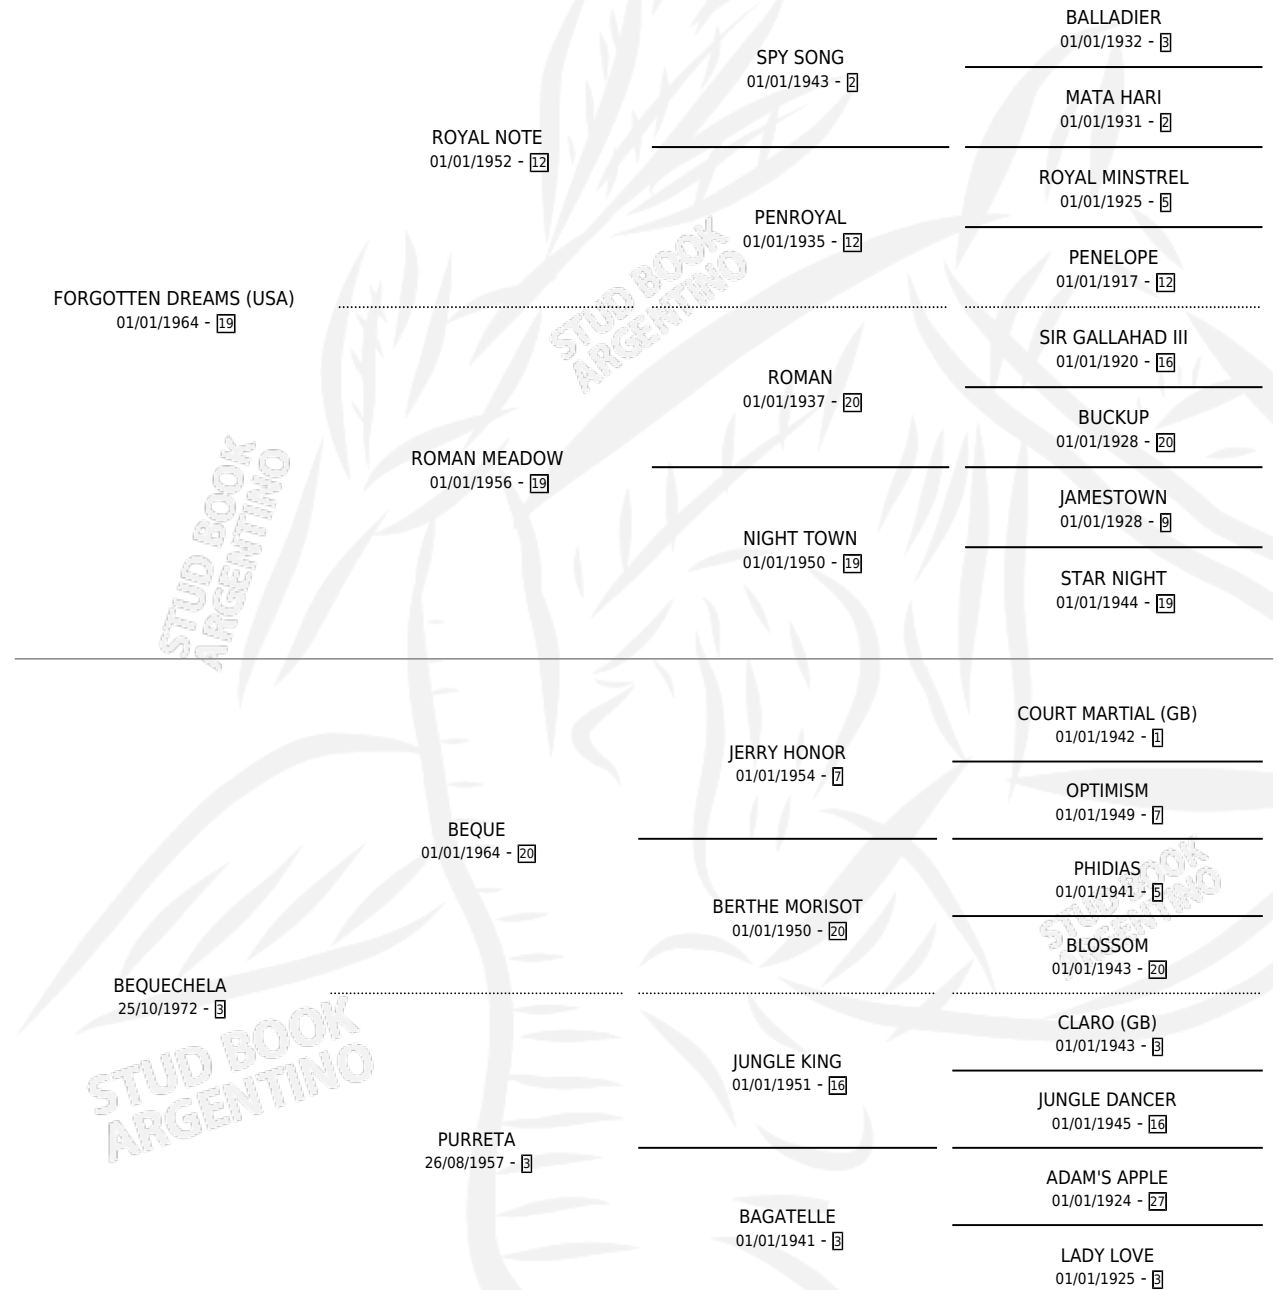 BALLADIER
01/01/1932 - 3
SPY SONG
01/01/1943 - 2
MATA HARI
01/01/1931 - 2
ROYAL NOTE
01/01/1952 - 12
ROYAL MINSTREL
01/01/1925 - 5
PENROYAL
01/01/1935 - 12
PENELOPE
01/01/1917 - 12
FORGOTTEN DREAMS (USA)
01/01/1964 - 19
STUD BOOK
ARGENTINO
SIR GALLAHAD III
01/01/1920 - 16
ROMAN
01/01/1937 - 20
BUCKUP
01/01/1928 - 20
ROMAN MEADOW
01/01/1956 - 19
JAMESTOWN
01/01/1928 - 9
NIGHT TOWN
01/01/1950 - 19
STAR NIGHT
01/01/1944 - 19
STUD BOOK
ARGENTINO
COURT MARTIAL (GB)
01/01/1942 - 1
JERRY HONOR
01/01/1954 - 7
OPTIMISM
01/01/1949 - 7
BEQUE
01/01/1964 - 20
PHIDIAS
01/01/1941 - 5
BERTHE MORISOT
01/01/1950 - 20
BLOSSOM
01/01/1943 - 20
STUD BOOK
ARGENTINO
BEQUECHELA
25/10/1972 - 3
CLARO (GB)
01/01/1943 - 3
JUNGLE KING
01/01/1951 - 16
JUNGLE DANCER
01/01/1945 - 16
STUD BOOK
ARGENTINO
PURRETA
26/08/1957 - 3
ADAM'S APPLE
01/01/1924 - 27
BAGATELLE
01/01/1941 - 3
LADY LOVE
01/01/1925 - 3